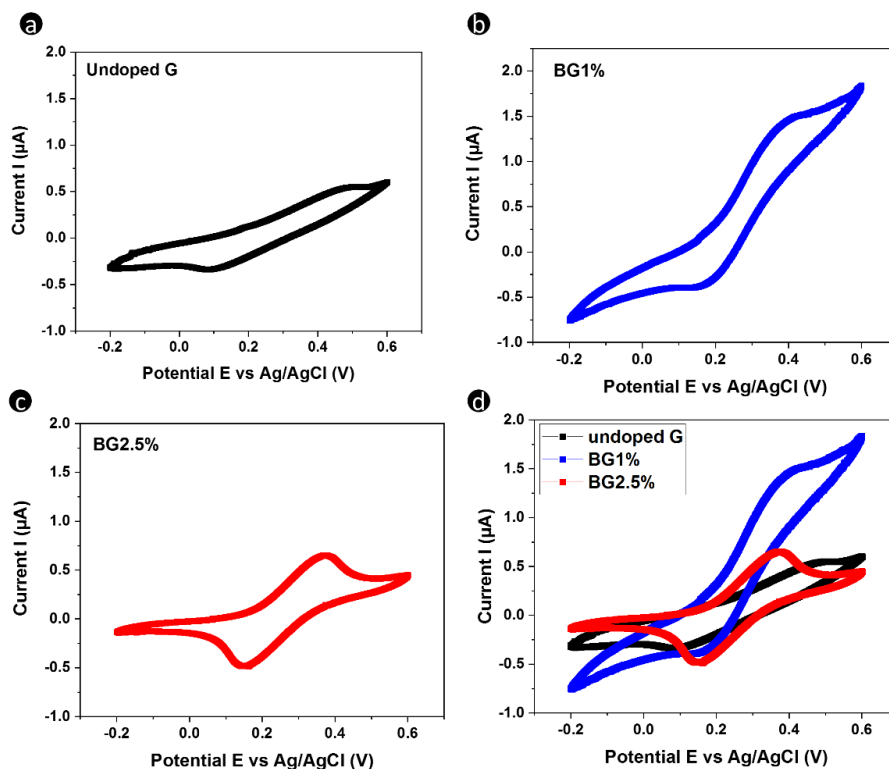 a
Undoped G
2.0
1.5
1.0
0.5
0.0
-0.5
-1.0
Current I (µA)
-0.2 0.0 0.2 0.4 0.6
Potential E vs Ag/AgCl (V)
b
BG1%
2.0
1.5
1.0
0.5
0.0
-0.5
-1.0
Current I (µA)
-0.2 0.0 0.2 0.4 0.6
Potential E vs Ag/AgCl (V)
c
BG2.5%
2.0
1.5
1.0
0.5
0.0
-0.5
-1.0
Current I (µA)
-0.2 0.0 0.2 0.4 0.6
Potential E vs Ag/AgCl (V)
d
undoped G
BG1%
BG2.5%
2.0
1.5
1.0
0.5
0.0
-0.5
-1.0
Current I (µA)
-0.2 0.0 0.2 0.4 0.6
Potential E vs Ag/AgCl (V)